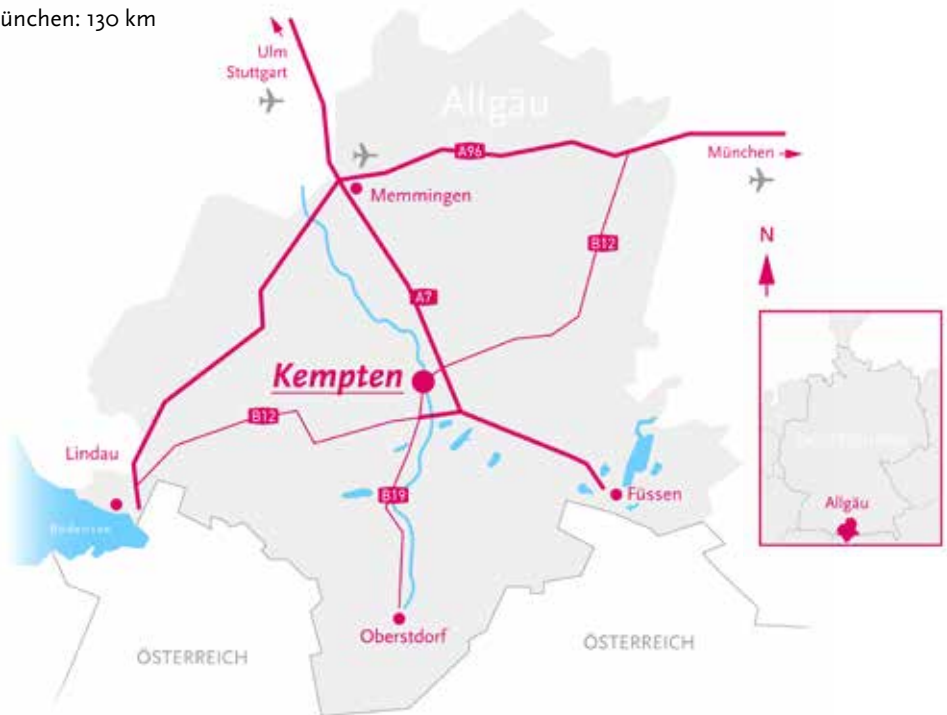 ünchen: 130 km
Ulm
Stuttgart
Allgäu
A96
München
Memmingen
B12
N
A7
Kempten
B12
Lindau
B19
Füssen
Allgäu
Bodensee
Oberstdorf
ÖSTERREICH
ÖSTERREICH